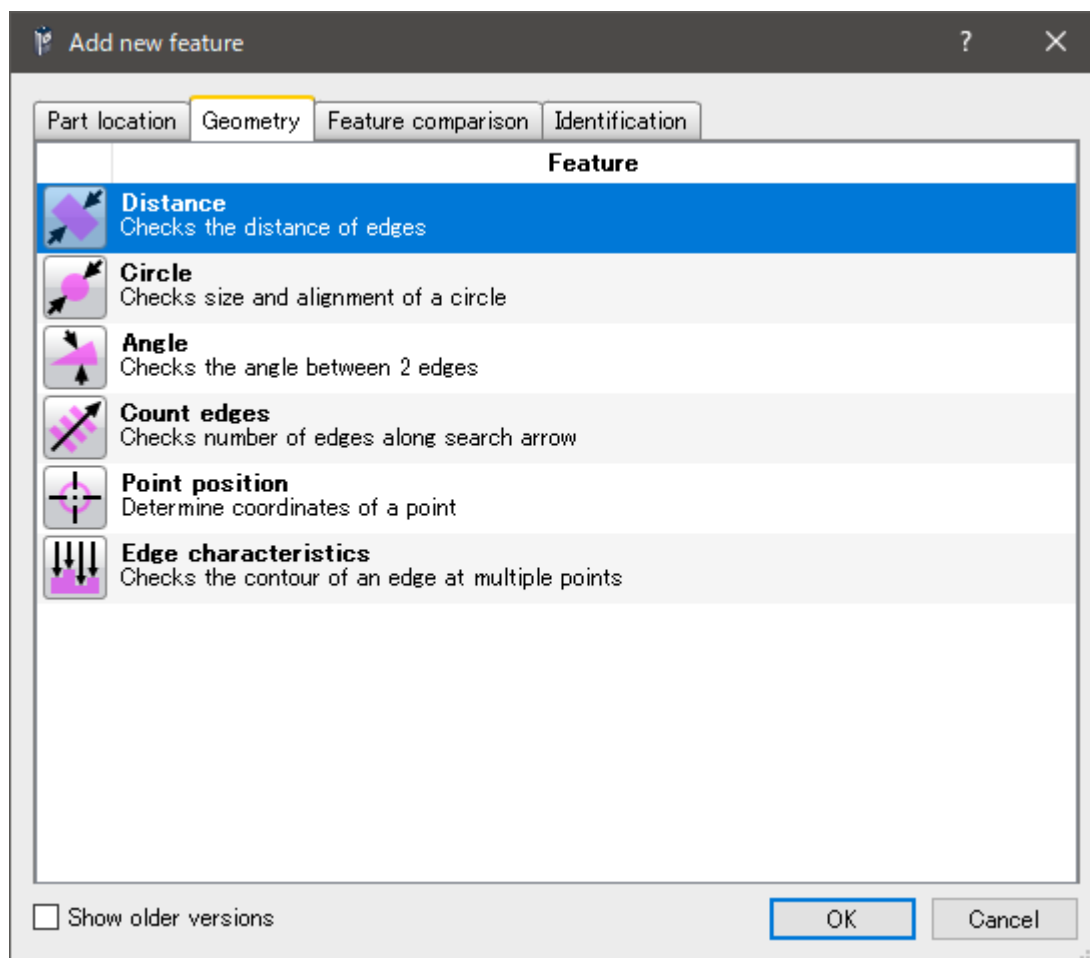 Add new feature
Part location Geometry Feature comparison Identification
Feature
Distance
Checks the distance of edges
Circle
Checks size and alignment of a circle
Angle
Checks the angle between 2 edges
Count edges
Checks number of edges along search arrow
Point position
Determine coordinates of a point
Edge characteristics
Checks the contour of an edge at multiple points
Show older versions OK Cancel